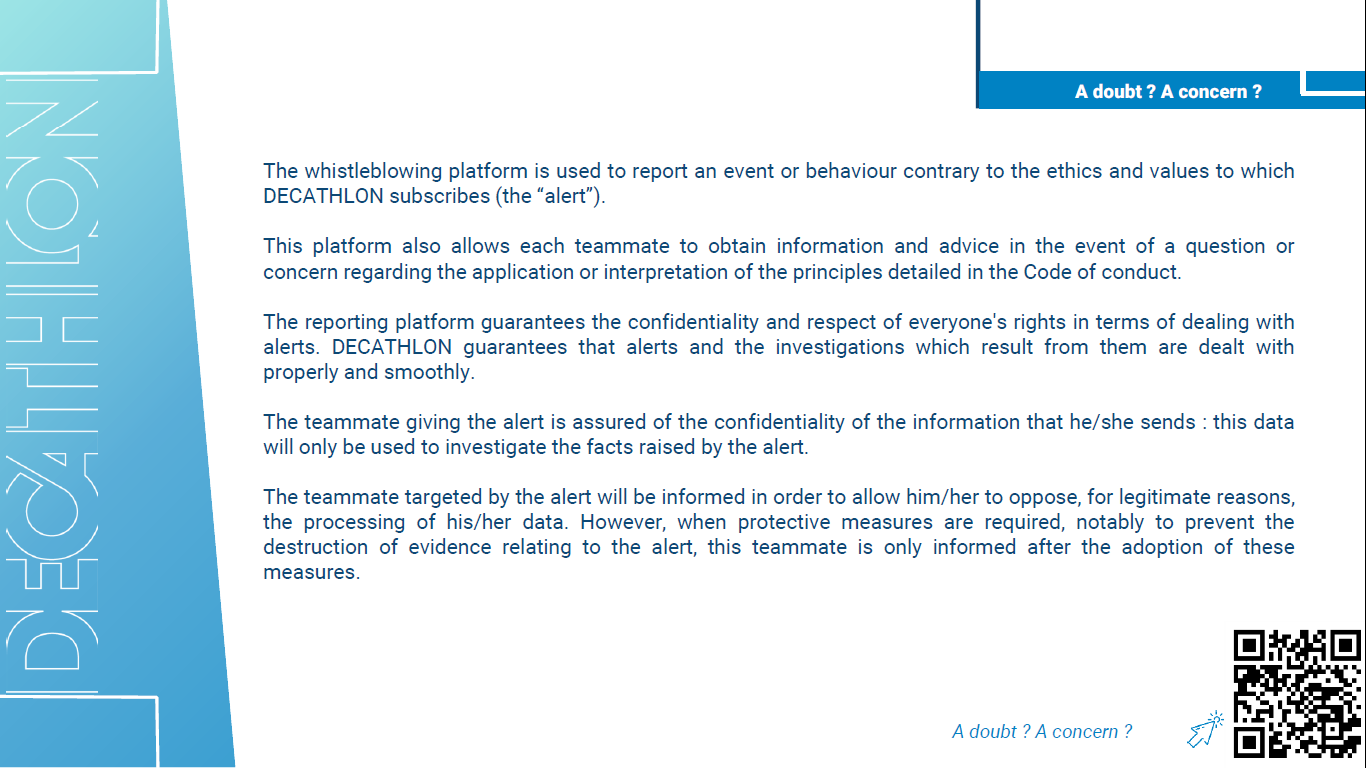 DECATHLON
A doubt ? A concern ?
The whistleblowing platform is used to report an event or behaviour contrary to the ethics and values to which
DECATHLON subscribes (the “alert”).
This platform also allows each teammate to obtain information and advice in the event of a question or
concern regarding the application or interpretation of the principles detailed in the Code of conduct.
The reporting platform guarantees the confidentiality and respect of everyone's rights in terms of dealing with
alerts. DECATHLON guarantees that alerts and the investigations which result from them are dealt with
properly and smoothly.
The teammate giving the alert is assured of the confidentiality of the information that he/she sends : this data
will only be used to investigate the facts raised by the alert.
The teammate targeted by the alert will be informed in order to allow him/her to oppose, for legitimate reasons,
the processing of his/her data. However, when protective measures are required, notably to prevent the
destruction of evidence relating to the alert, this teammate is only informed after the adoption of these
measures.
A doubt ? A concern ?